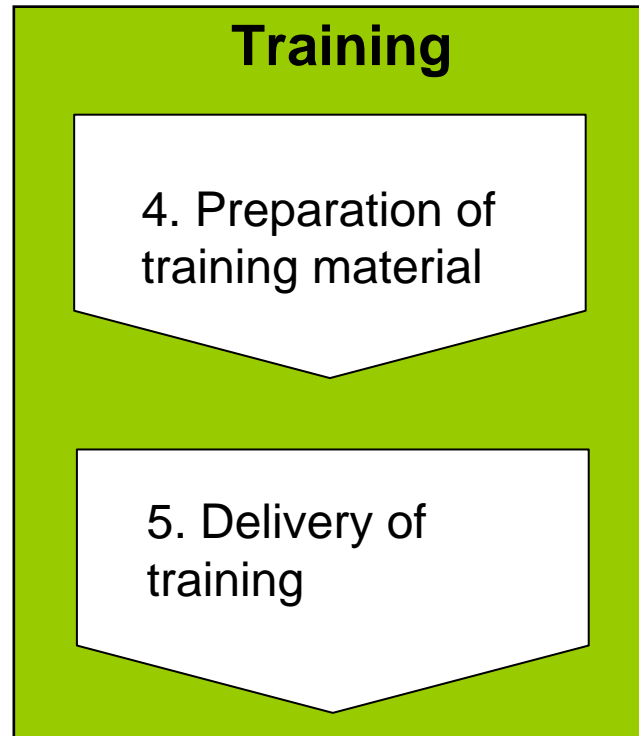 Training
4. Preparation of
training material
5. Delivery of
training